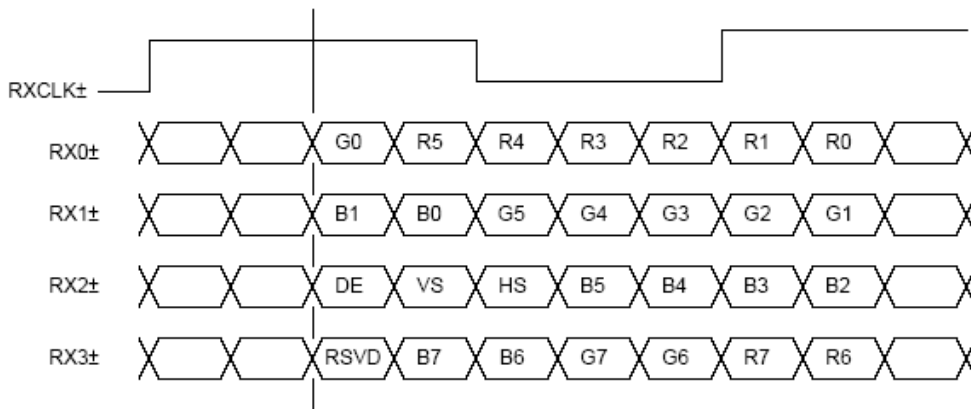 RXCLK±
RX0± G0 R5 R4 R3 R2 R1 R0
RX1± B1 B0 G5 G4 G3 G2 G1
RX2± DE VS HS B5 B4 B3 B2
RX3± RSVD B7 B6 G7 G6 R7 R6